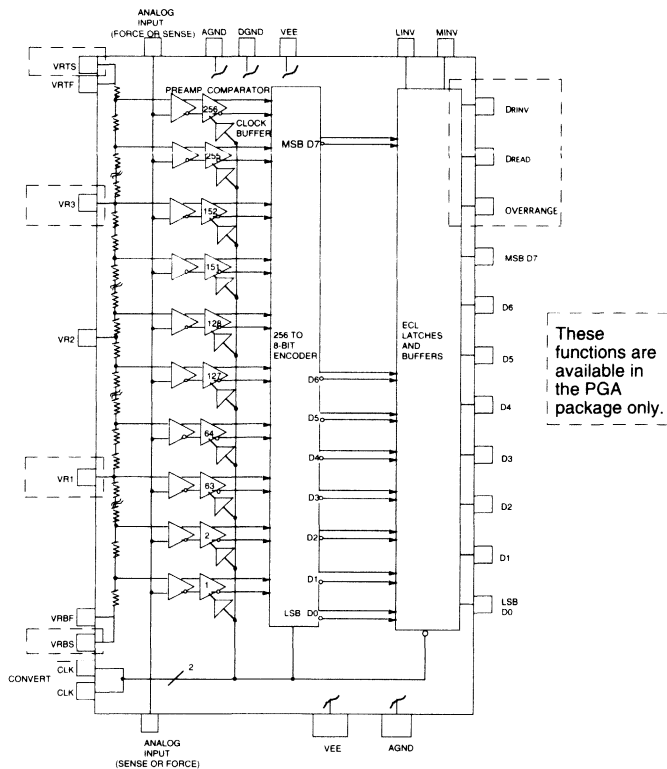 ANALOG
INPUT
(FORCE OR SENSE)
AGND
DGND
VEE
LINV
MINV
VRTS
VRTF
PREAMP COMPARATOR
256
CLOCK
BUFFER
DRINV
MSB D7
255
DREAD
VR3
152
OVERRANGE
MSB D7
151
D6
128
VR2
256 TO
8-BIT
ENCODER
ECL
LATCHES
AND
BUFFERS
These
functions are
available in
the PGA
package only.
D5
127
D6
D4
D5
64
D4
D3
VR1
63
D3
D2
2
D2
D1
D1
1
LSB
D0
VRBF
LSB D0
VRBS
CONVERT
CLK
CLK
2
ANALOG
INPUT
(SENSE OR FORCE)
VEE
AGND